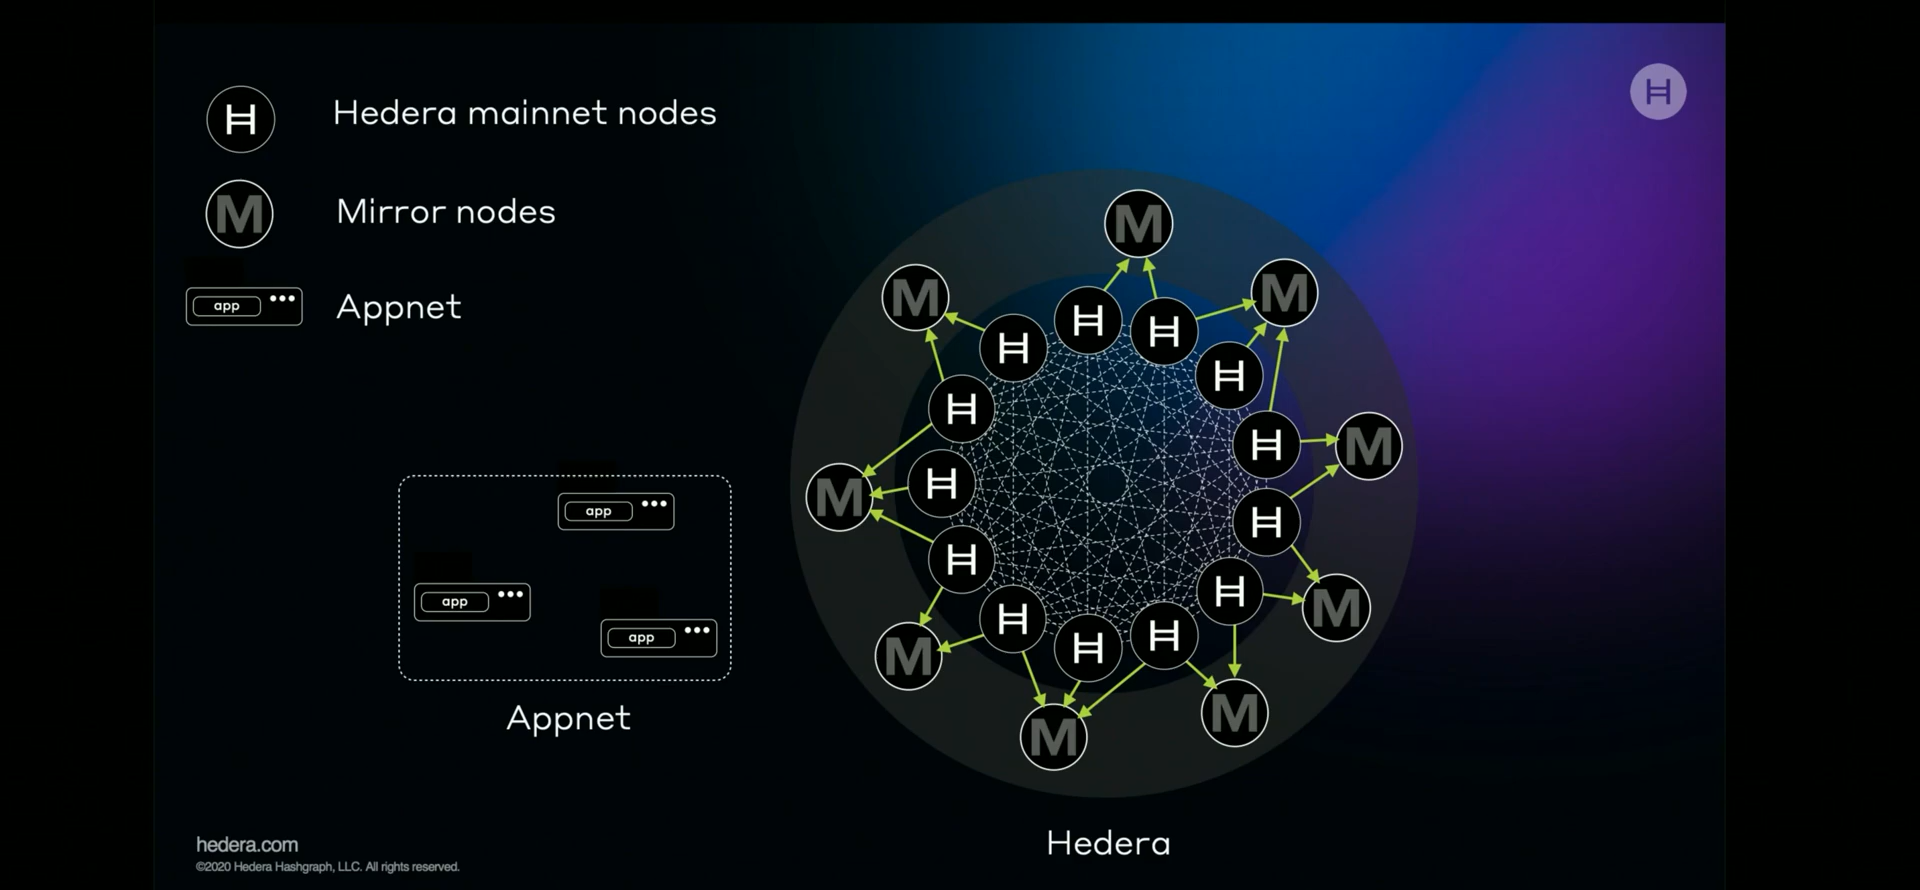 H Hedera mainnet nodes
M Mirror nodes
app ••• Appnet
H
M
M
M
H
H
H
H
H
H
M
H
M
H
H
H
H
M
H
H
H
M
M
M
M
app •••
app •••
app •••
Appnet
Hedera
hedera.com
©2020 Hedera Hashgraph, LLC. All rights reserved.